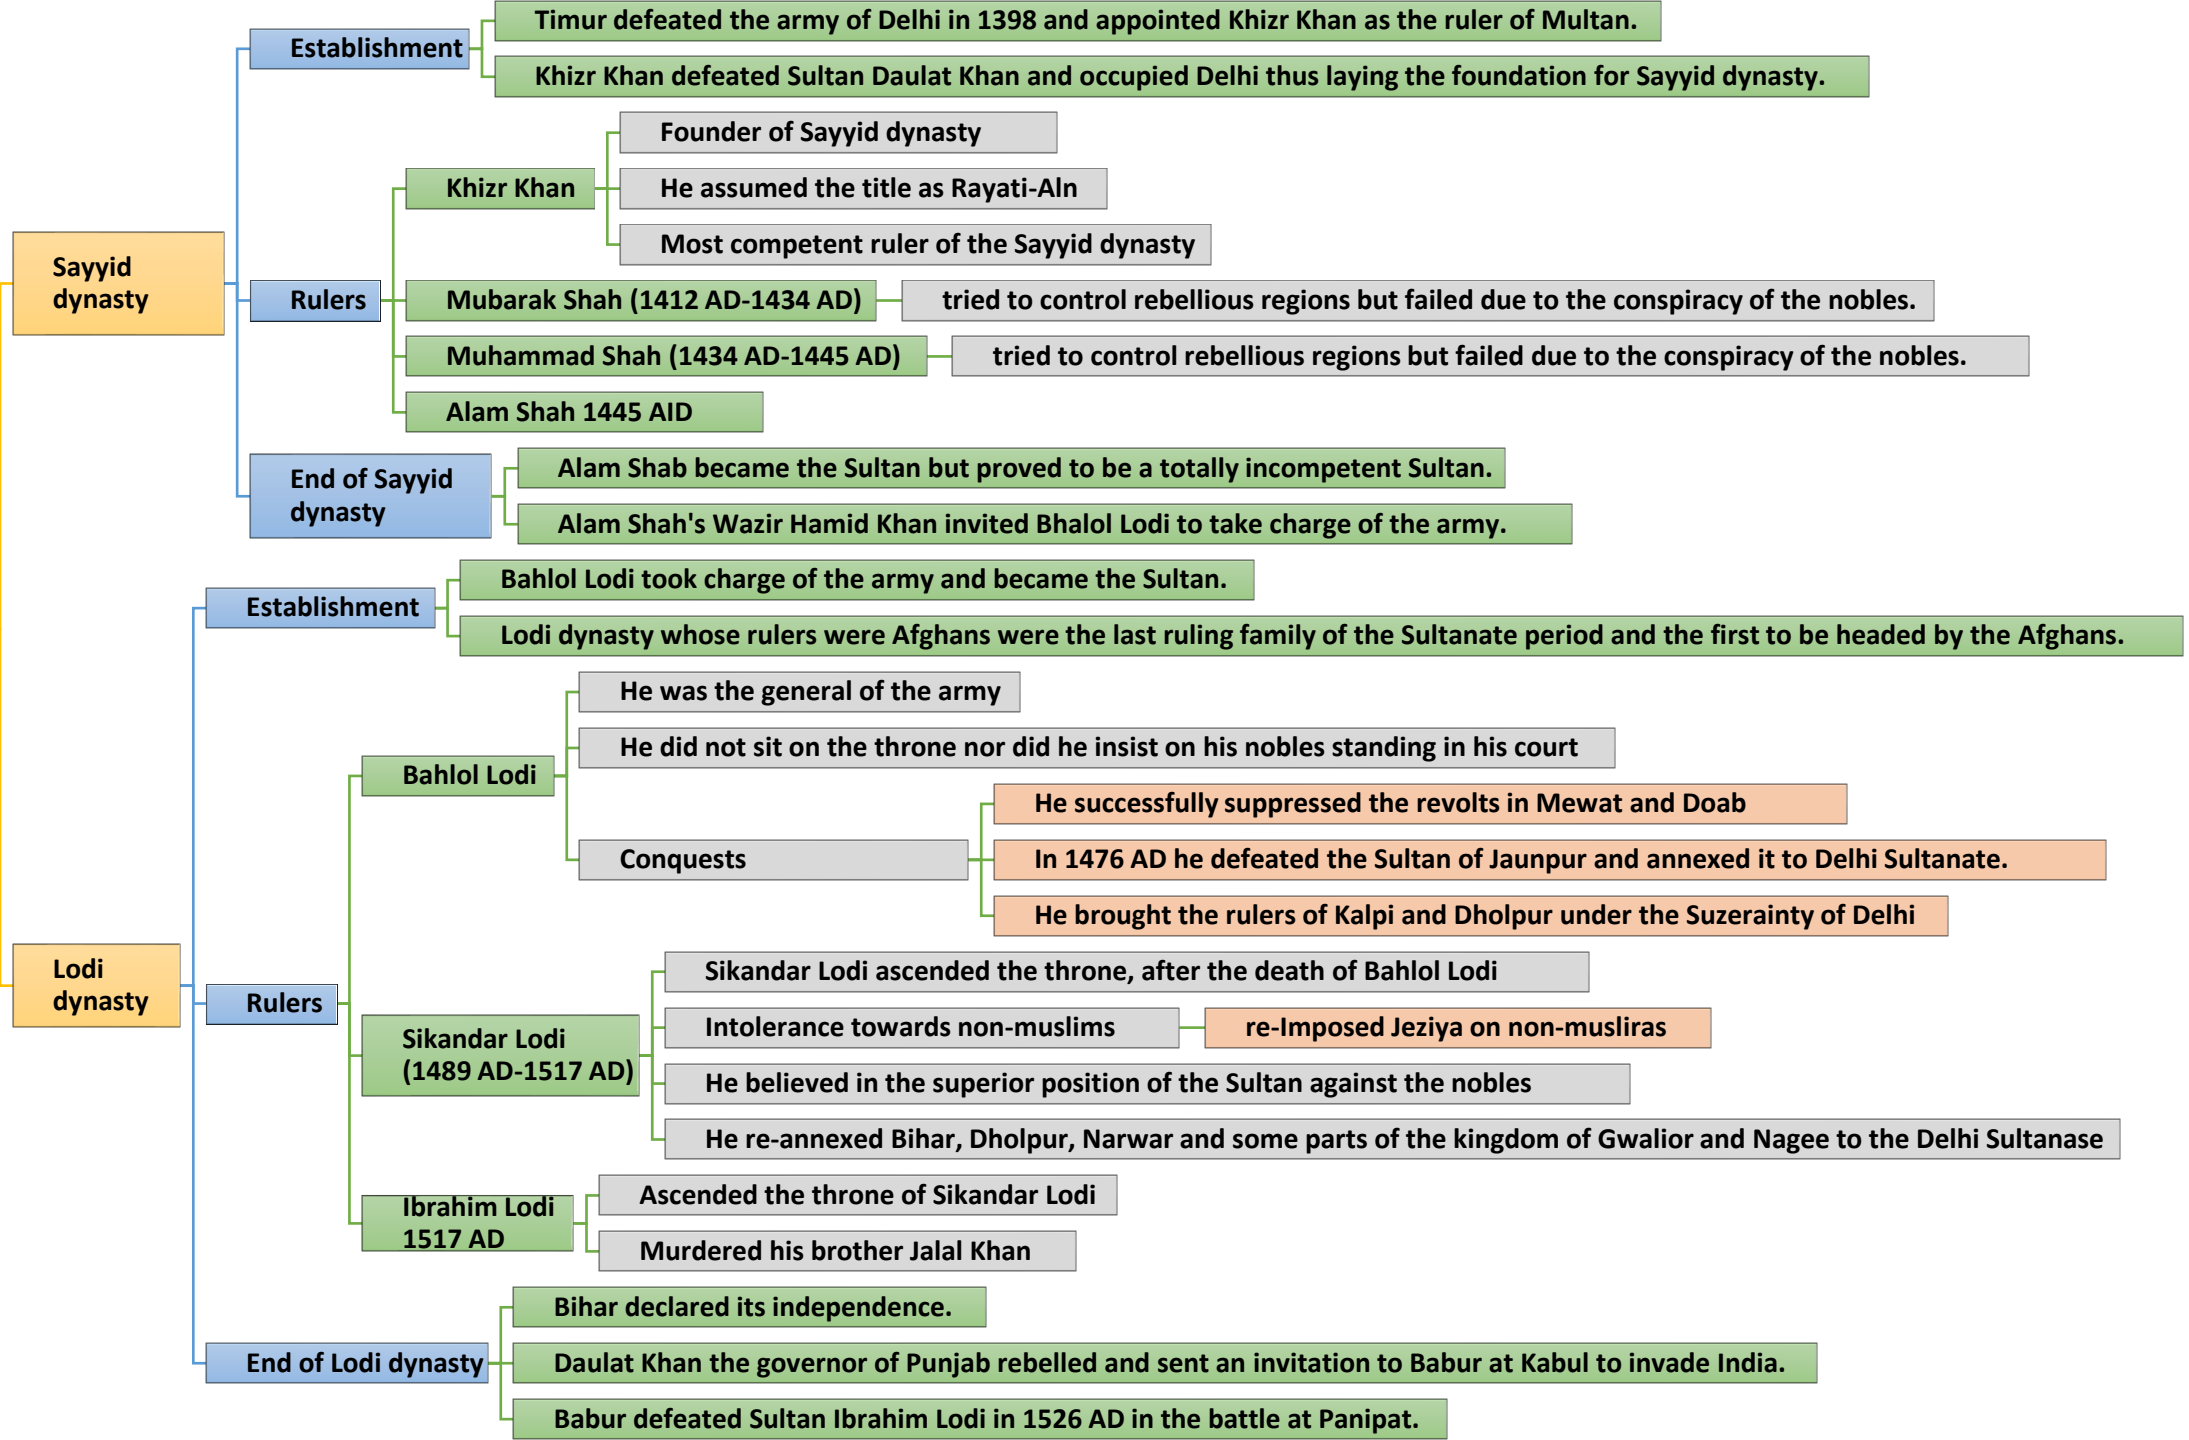 Sayyid
dynasty
Establishment
Timur defeated the army of Delhi in 1398 and appointed Khizr Khan as the ruler of Multan.
Khizr Khan defeated Sultan Daulat Khan and occupied Delhi thus laying the foundation for Sayyid dynasty.
Rulers
Khizr Khan
Founder of Sayyid dynasty
He assumed the title as Rayati-Aln
Most competent ruler of the Sayyid dynasty
Mubarak Shah (1412 AD-1434 AD)
tried to control rebellious regions but failed due to the conspiracy of the nobles.
Muhammad Shah (1434 AD-1445 AD)
tried to control rebellious regions but failed due to the conspiracy of the nobles.
Alam Shah 1445 AID
End of Sayyid
dynasty
Alam Shab became the Sultan but proved to be a totally incompetent Sultan.
Alam Shah's Wazir Hamid Khan invited Bhalol Lodi to take charge of the army.
Lodi
dynasty
Establishment
Bahlol Lodi took charge of the army and became the Sultan.
Lodi dynasty whose rulers were Afghans were the last ruling family of the Sultanate period and the first to be headed by the Afghans.
Rulers
Bahlol Lodi
He was the general of the army
He did not sit on the throne nor did he insist on his nobles standing in his court
Conquests
He successfully suppressed the revolts in Mewat and Doab
In 1476 AD he defeated the Sultan of Jaunpur and annexed it to Delhi Sultanate.
He brought the rulers of Kalpi and Dholpur under the Suzerainty of Delhi
Sikandar Lodi
(1489 AD-1517 AD)
Sikandar Lodi ascended the throne, after the death of Bahlol Lodi
Intolerance towards non-muslims
re-Imposed Jeziya on non-musliras
He believed in the superior position of the Sultan against the nobles
He re-annexed Bihar, Dholpur, Narwar and some parts of the kingdom of Gwalior and Nagee to the Delhi Sultanase
Ibrahim Lodi
1517 AD
Ascended the throne of Sikandar Lodi
Murdered his brother Jalal Khan
End of Lodi dynasty
Bihar declared its independence.
Daulat Khan the governor of Punjab rebelled and sent an invitation to Babur at Kabul to invade India.
Babur defeated Sultan Ibrahim Lodi in 1526 AD in the battle at Panipat.